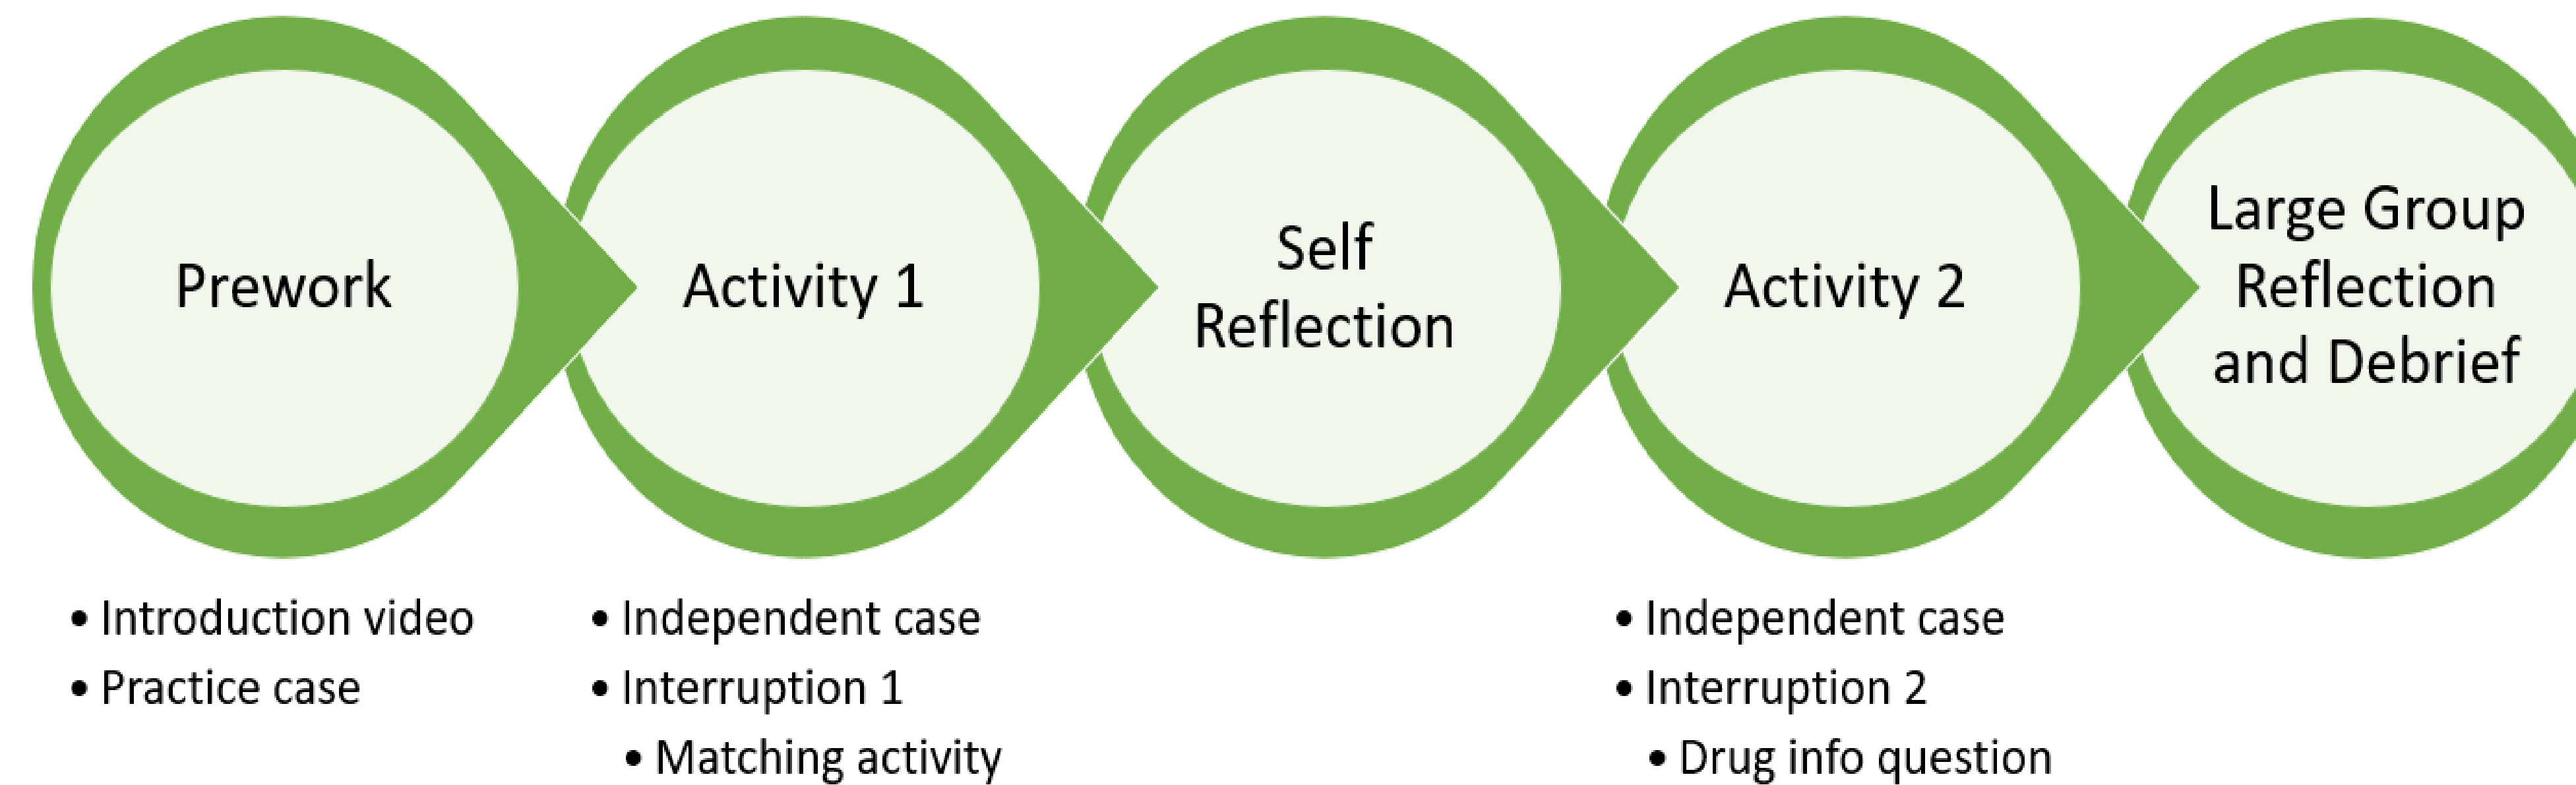 Prework
Activity 1
Self
Reflection
Activity 2
Large Group
Reflection
and Debrief
• Introduction video
• Practice case
• Independent case
• Interruption 1
• Matching activity
• Independent case
• Interruption 2
• Drug info question